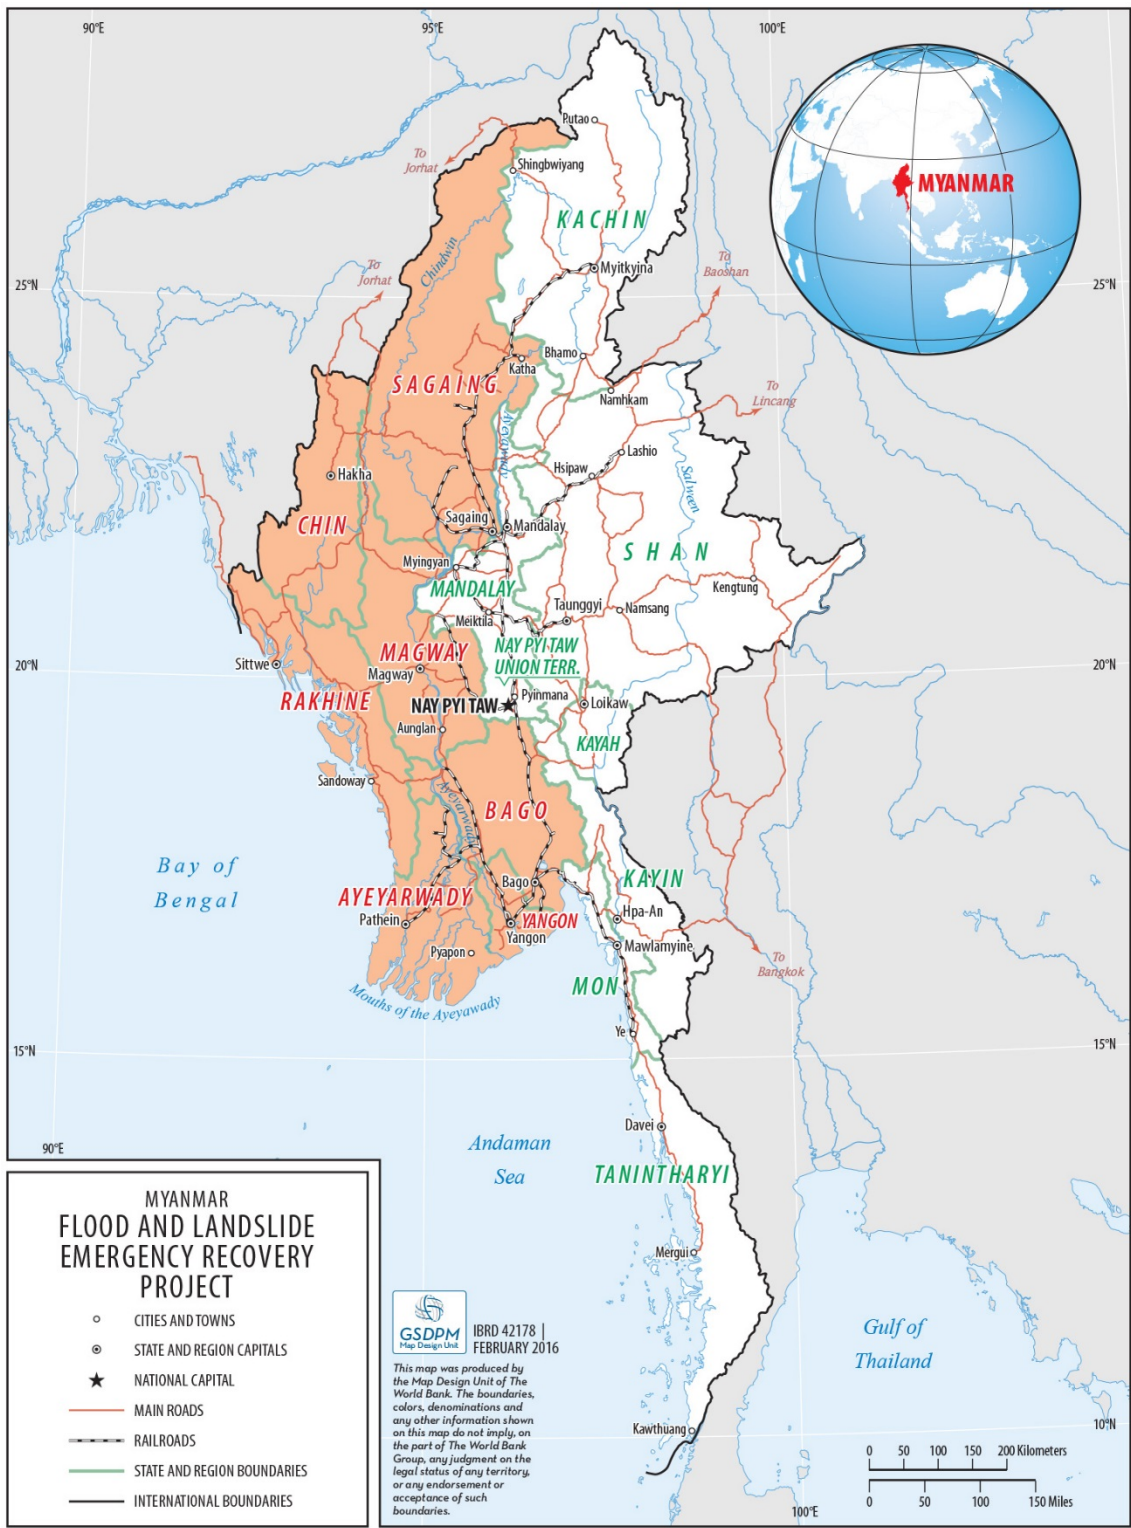 90°E
95°E
100°E
Putao
To
Jorhat
Shingbwiyang
MYANMAR
KACHIN
Chindwin
To
Jorhat
Myitkyina
To
Baoshan
25°N
25°N
Bhamo
Katha
SAGAING
Namhkam
To
Lincang
Ayeyawady
Lashio
Hsipaw
Hakha
Salween
CHIN
Sagaing
Mandalay
SHAN
Myingyan
MANDALAY
Kengtung
Taunggyi
Namsang
Meiktila
NAY PYI TAW
UNION TERR.
MAGWAY
Magway
Sittwe
20°N
20°N
RAKHINE
Pyinmana
NAY PYI TAW
Loikaw
Aunglan
KAYAH
Sandoway
Ayeyarwady
BAGO
Bay of
Bengal
KAYIN
Bago
AYEYARWADY
Pathein
YANGON
Yangon
Hpa-An
Mawlamyine
Pyapon
To
Bangkok
MON
Mouths of the Ayeyawady
Ye
15°N
15°N
Davei
90°E
Andaman
Sea
TANINTHARYI
Mergui
Gulf of
Thailand
Kawthuang
10°N
100°E
MYANMAR
FLOOD AND LANDSLIDE
EMERGENCY RECOVERY
PROJECT
CITIES AND TOWNS
STATE AND REGION CAPITALS
NATIONAL CAPITAL
MAIN ROADS
RAILROADS
STATE AND REGION BOUNDARIES
INTERNATIONAL BOUNDARIES
GSDPM
Map Design Unit
IBRD 42178 |
FEBRUARY 2016
This map was produced by
the Map Design Unit of The
World Bank. The boundaries,
colors, denominations and
any other information shown
on this map do not imply, on
the part of The World Bank
Group, any judgment on the
legal status of any territory,
or any endorsement or
acceptance of such
boundaries.
0 50 100 150 200 Kilometers
0 50 100 150 Miles